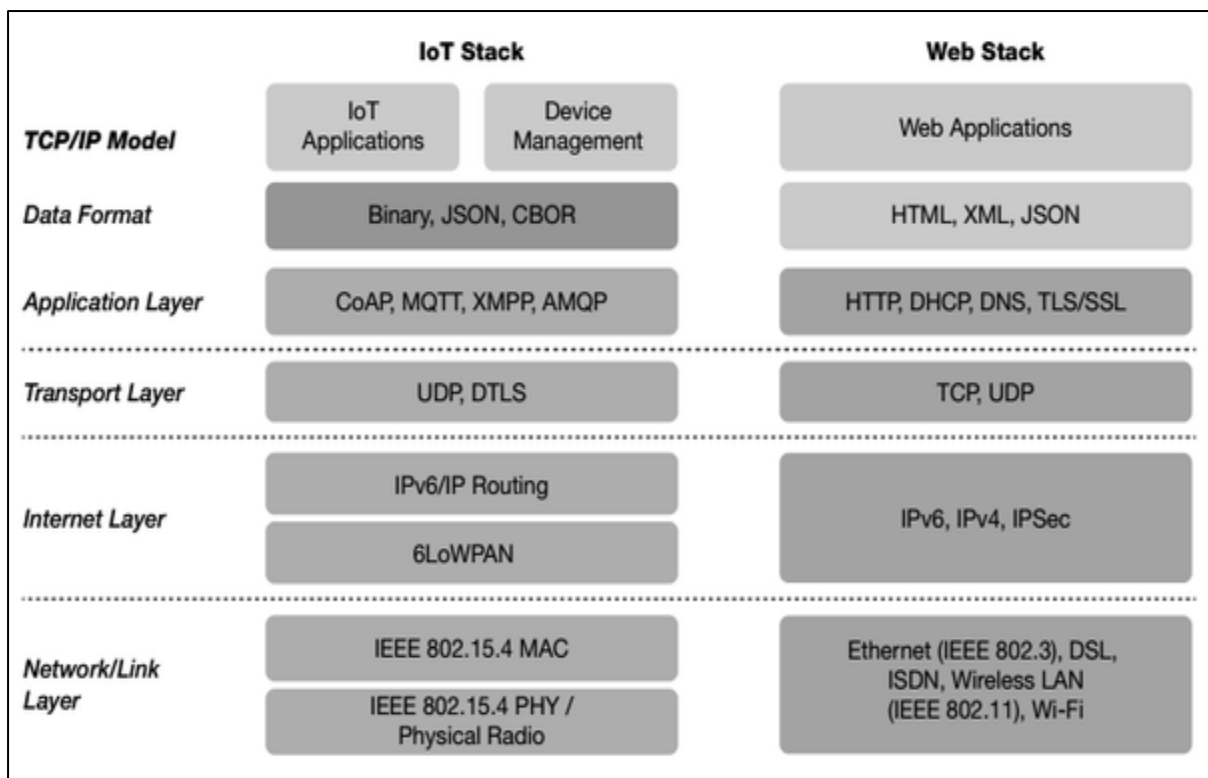 IoT Stack
Web Stack
TCP/IP Model
IoT
Applications
Device
Management
Web Applications
Data Format
Binary, JSON, CBOR
HTML, XML, JSON
Application Layer
CoAP, MQTT, XMPP, AMQP
HTTP, DHCP, DNS, TLS/SSL
Transport Layer
UDP, DTLS
TCP, UDP
Internet Layer
IPv6/IP Routing
6LoWPAN
IPv6, IPv4, IPSec
Network/Link
Layer
IEEE 802.15.4 MAC
IEEE 802.15.4 PHY /
Physical Radio
Ethernet (IEEE 802.3), DSL,
ISDN, Wireless LAN
(IEEE 802.11), Wi-Fi